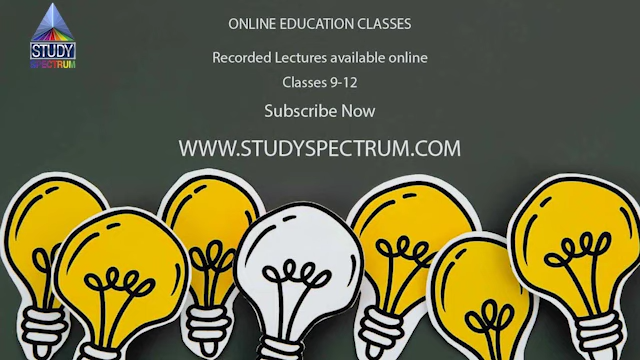 STUDY
SPECTRUM
ONLINE EDUCATION CLASSES
Recorded Lectures available online
Classes 9-12
Subscribe Now
WWW.STUDYSPECTRUM.COM